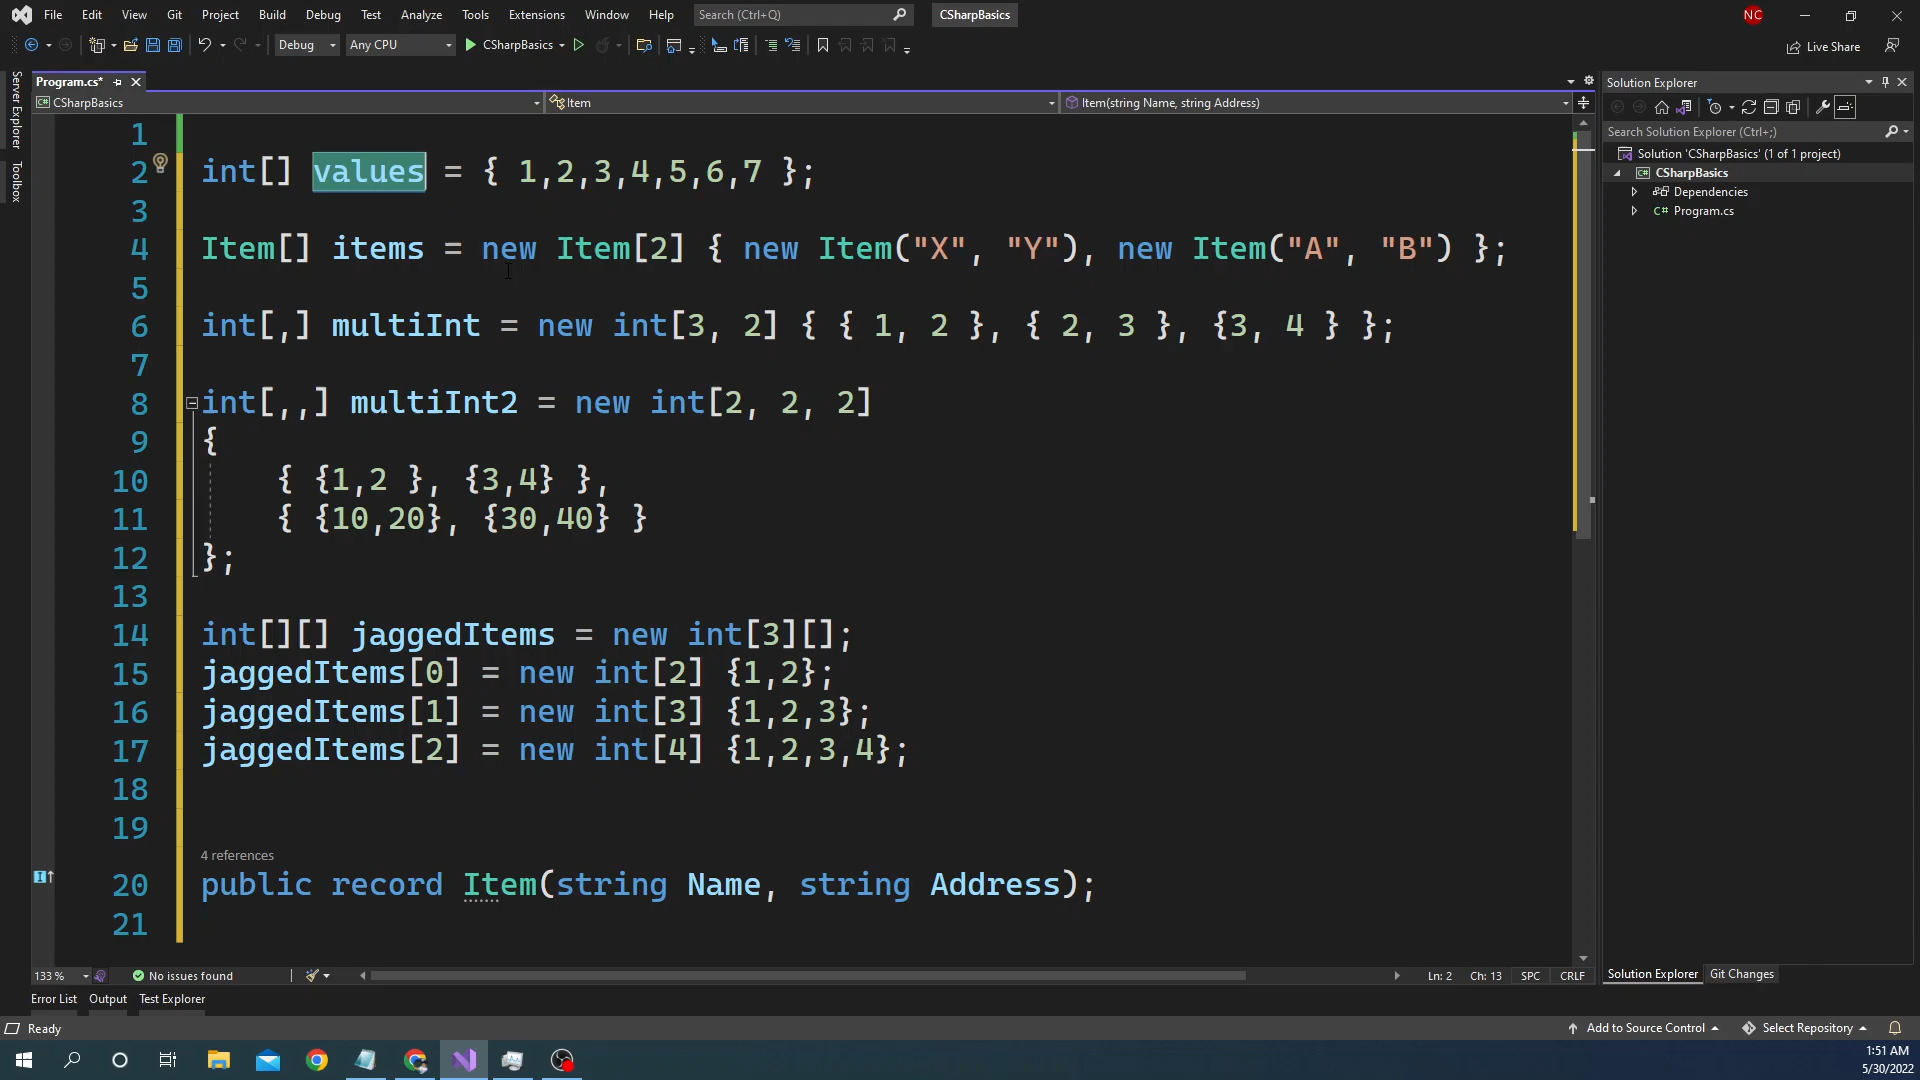 File Edit View Git Project Build Debug Test Analyze Tools Extensions Window Help Search (Ctrl+Q) CSharpBasics NC
Debug Any CPU CSharpBasics Live Share
Program.cs* Solution Explorer
CSharpBasics Item Item(string Name, string Address)
Server Explorer
Toolbox
Search Solution Explorer (Ctrl+;)
Solution 'CSharpBasics' (1 of 1 project)
CSharpBasics
Dependencies
C# Program.cs
1
2 int[] values = { 1,2,3,4,5,6,7 };
3
4 Item[] items = new Item[2] { new Item("X", "Y"), new Item("A", "B") };
5
6 int[,] multiInt = new int[3, 2] { { 1, 2 }, { 2, 3 }, {3, 4 } };
7
8 int[,,] multiInt2 = new int[2, 2, 2]
9 {
10 { {1,2 }, {3,4} },
11 { {10,20}, {30,40} }
12 };
13
14 int[][] jaggedItems = new int[3][];
15 jaggedItems[0] = new int[2] {1,2};
16 jaggedItems[1] = new int[3] {1,2,3};
17 jaggedItems[2] = new int[4] {1,2,3,4};
18
19
4 references
20 public record Item(string Name, string Address);
21
133 % No issues found Ln: 2 Ch: 13 SPC CRLF
Solution Explorer Git Changes
Error List Output Test Explorer
Ready Add to Source Control Select Repository
1:51 AM
5/30/2022